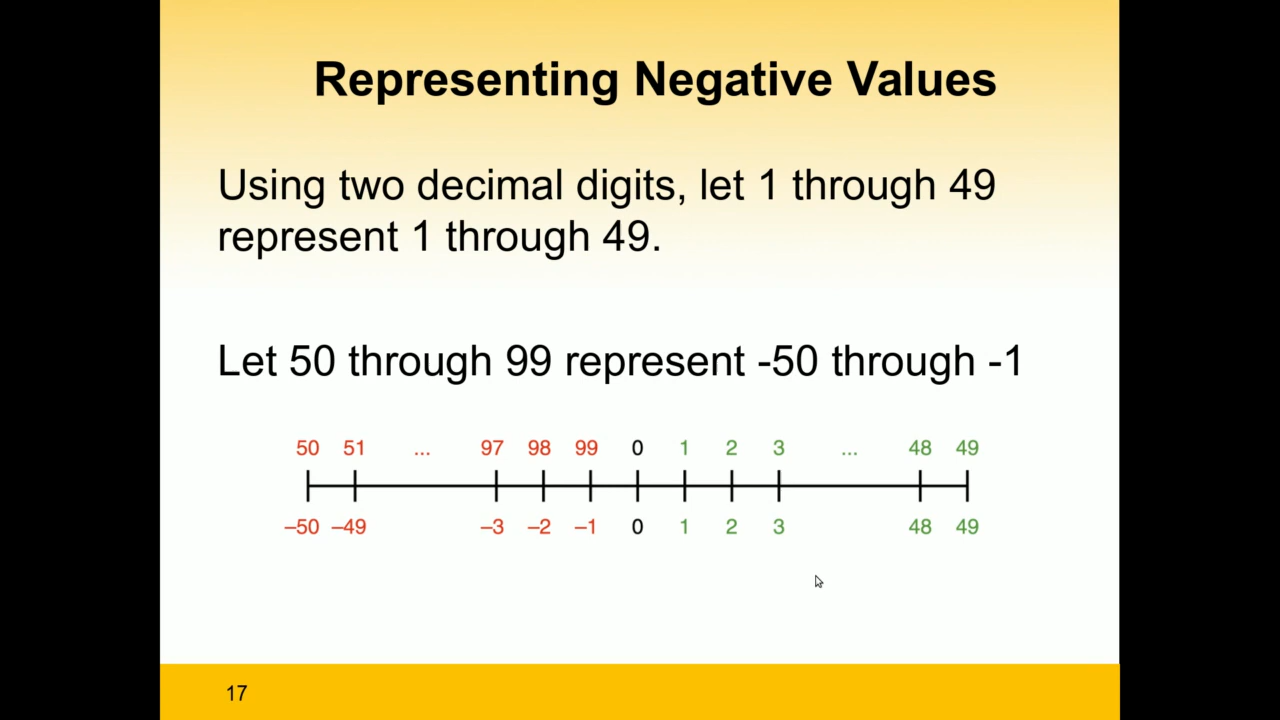 Representing Negative Values
Using two decimal digits, let 1 through 49
represent 1 through 49.
Let 50 through 99 represent -50 through -1
50 51 ... 97 98 99 0 1 2 3 ... 48 49
–50 –49 –3 –2 –1 0 1 2 3 48 49
17